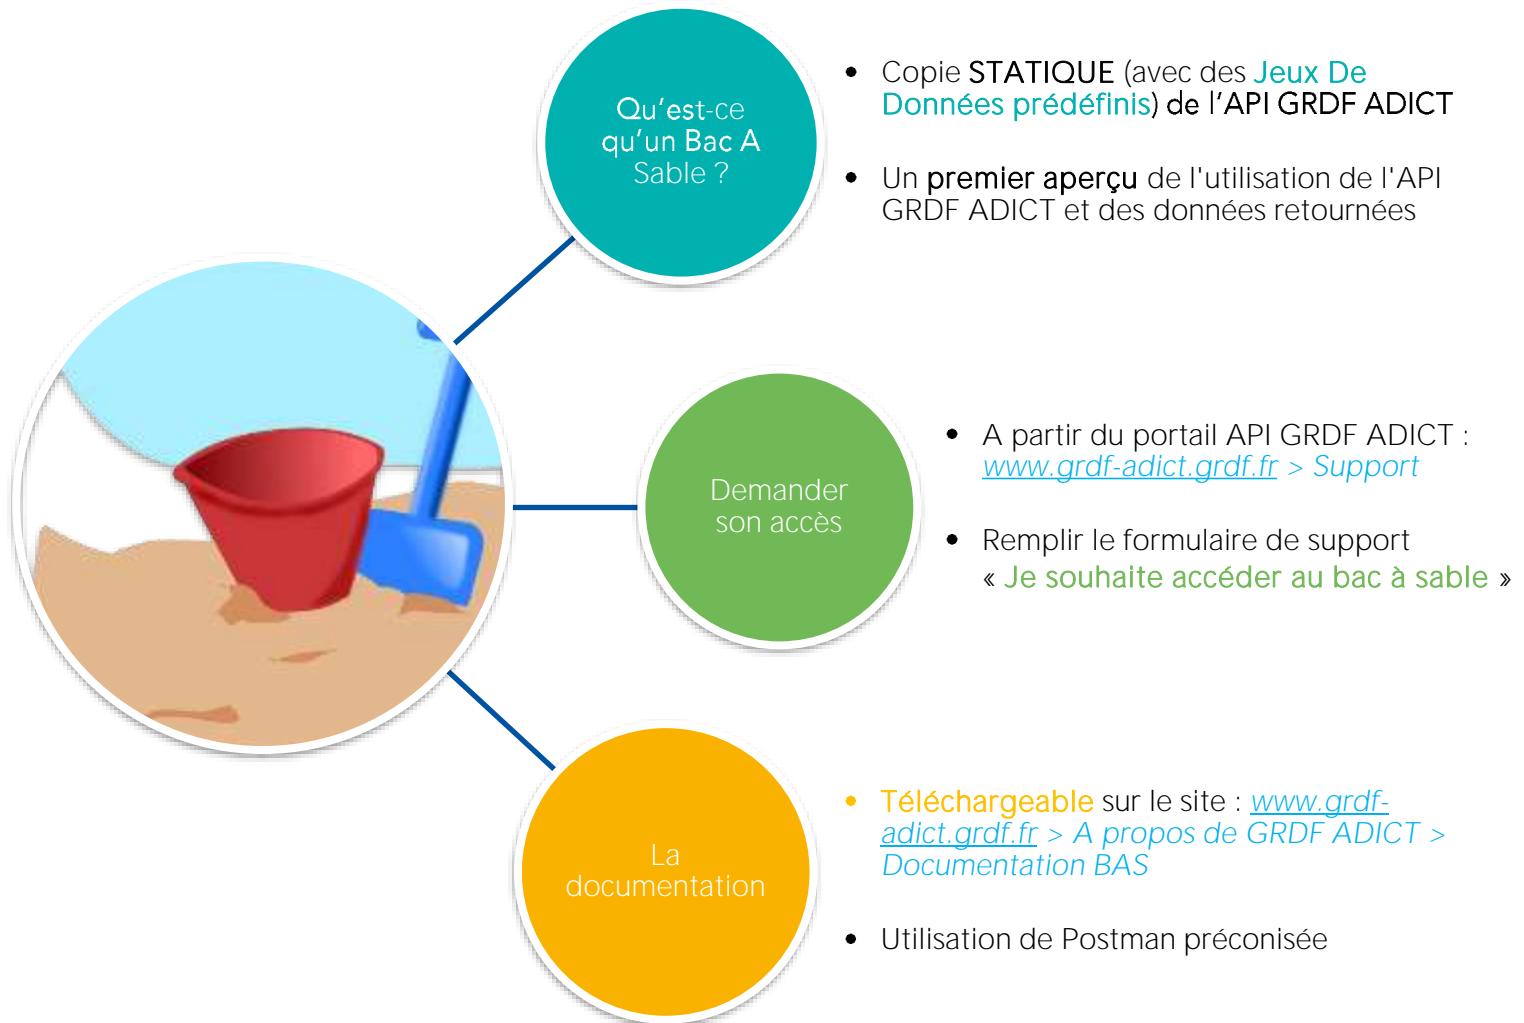 Qu’est-ce
qu’un Bac A
Sable ?
• Copie STATIQUE (avec des Jeux De
Données prédéfinis) de l’API GRDF ADICT
• Un premier aperçu de l'utilisation de l'API
GRDF ADICT et des données retournées
Demander
son accès
• A partir du portail API GRDF ADICT :
www.grdf-adict.grdf.fr > Support
• Remplir le formulaire de support
« Je souhaite accéder au bac à sable »
La
documentation
• Téléchargeable sur le site : www.grdf-
adict.grdf.fr > A propos de GRDF ADICT >
Documentation BAS
• Utilisation de Postman préconisée